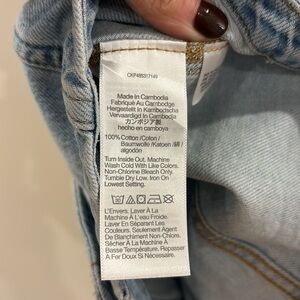 Made In Cambodia
Fabriqué Au Cambodge
Hergestellt In Kambodscha
Vervaardigd In Cambodja
カンボジア製
hecho en camboya
100%Cotton /Coton /
Baumwolle /Katoen /綿 /
algodón
Turn Inside Out. Machine
Wash Cold With Like Colors.
Non-Chlorine Bleach Only.
Tumble Dry Low. Iron On
Lowest Setting.
L'Envers. Laver À La
Machine À L'eau Froide.
Laver En Séparant Les
Couleurs. Seulement Agent
De Blanchiment Non-Chlore.
Sécher À La Machine À
Basse Température. Repasser
À Fer Doux Si Nécessaire.